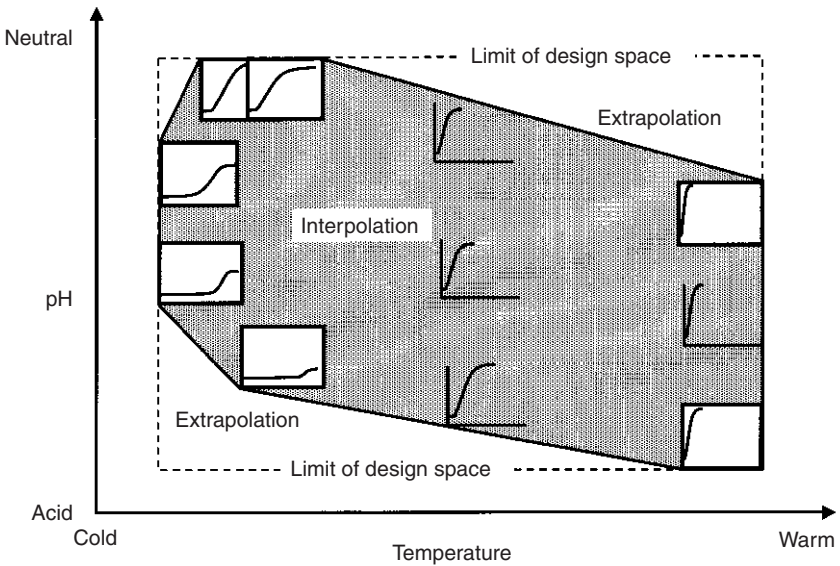 Neutral
Limit of design space
Extrapolation
Interpolation
pH
Extrapolation
Limit of design space
Acid
Cold
Temperature
Warm